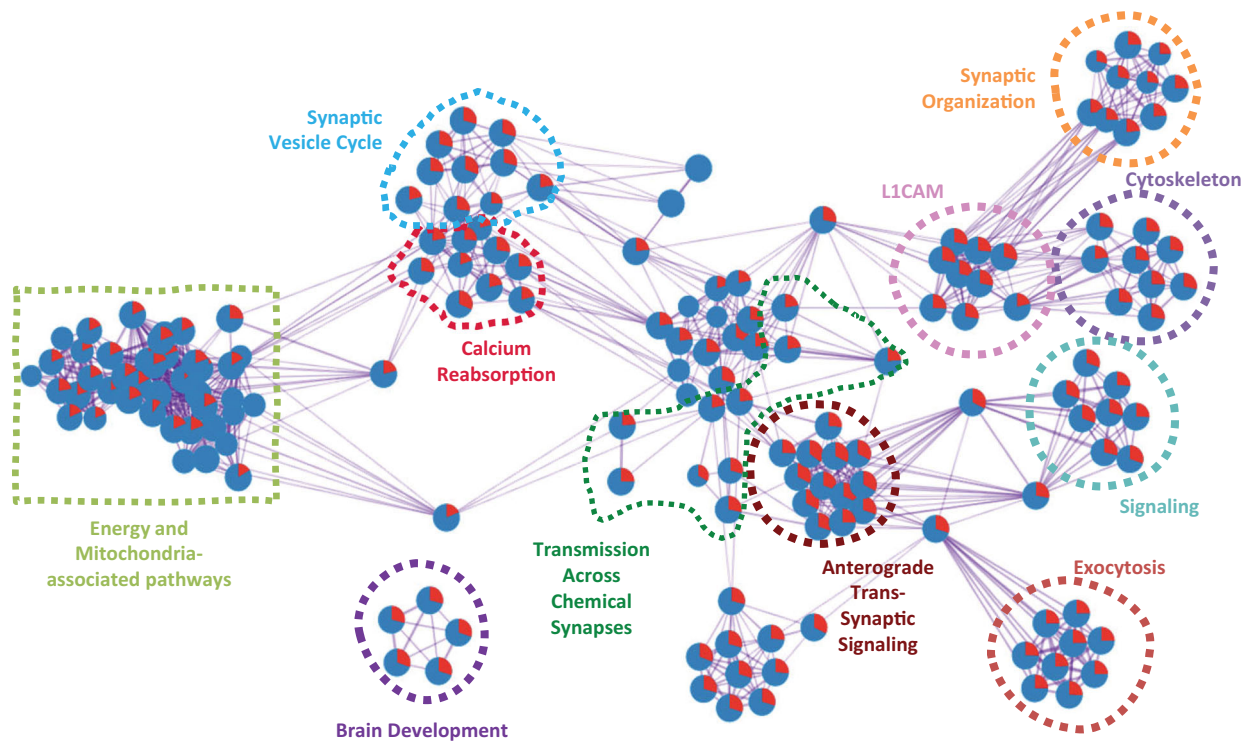 Synaptic
Vesicle Cycle
Synaptic
Organization
Cytoskeleton
L1CAM
Calcium
Reabsorption
Signaling
Energy and
Mitochondria-
associated pathways
Transmission
Across
Chemical
Synapses
Anterograde
Trans-
Synaptic
Signaling
Exocytosis
Brain Development